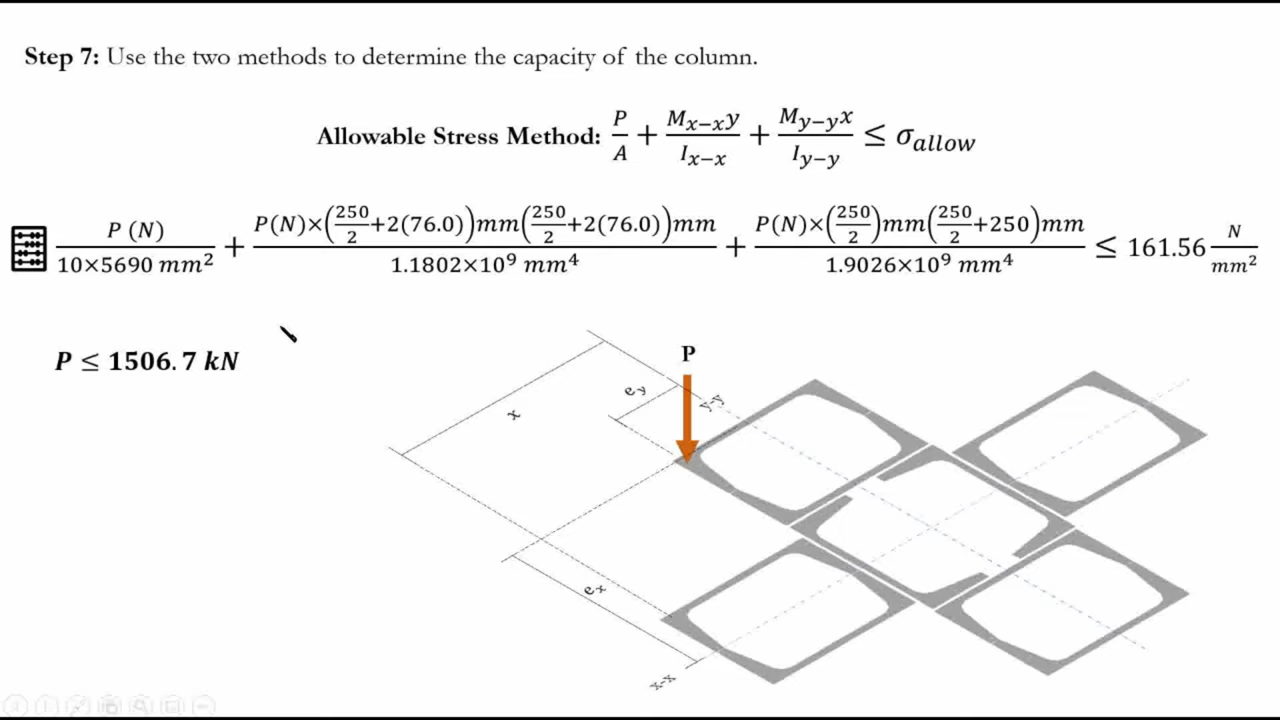 Step 7: Use the two methods to determine the capacity of the column.
Allowable Stress Method: P/A + M_{x−x}y/I_{x−x} + M_{y−y}x/I_{y−y} ≤ σ_{allow}
P (N)/10×5690 mm² + P(N)×(250/2+2(76.0))mm(250/2+2(76.0))mm/1.1802×10⁹ mm⁴ + P(N)×(250/2)mm(250/2+250)mm/1.9026×10⁹ mm⁴ ≤ 161.56 N/mm²
P ≤ 1506.7 kN
P
e_y
y-y
x
e_x
x-x